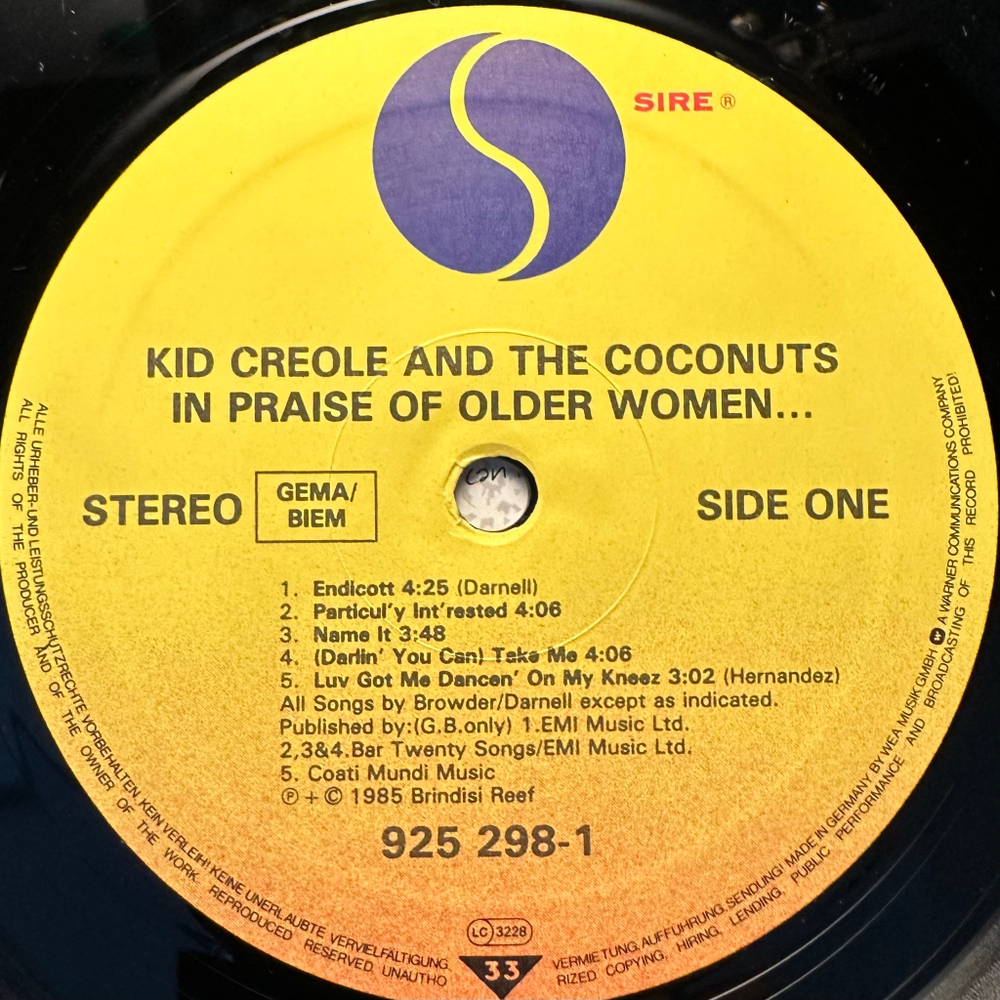 SIRE ®
KID CREOLE AND THE COCONUTS
IN PRAISE OF OLDER WOMEN...
STEREO
GEMA/
BIEM
SIDE ONE
1. Endicott 4:25 (Darnell)
2. Particul'y Int'rested 4:06
3. Name It 3:48
4. (Darlin' You Can) Take Me 4:06
5. Luv Got Me Dancen' On My Kneez 3:02 (Hernandez)
All Songs by Browder/Darnell except as indicated.
Published by:(G.B.only) 1.EMI Music Ltd.
2,3&4.Bar Twenty Songs/EMI Music Ltd.
5. Coati Mundi Music
℗ + © 1985 Brindisi Reef
925 298-1
LC 3228
33
ALLE URHEBER- UND LEISTUNGSSCHUTZRECHTE VORBEHALTEN. KEIN VERLEIH! KEINE UNERLAUBTE VERVIELFÄLTIGUNG, VERMIETUNG, AUFFÜHRUNG, SENDUNG! MADE IN GERMANY BY WEA MUSIK GMBH A WARNER COMMUNICATIONS COMPANY
ALL RIGHTS OF THE PRODUCER AND OF THE OWNER OF THE WORK REPRODUCED RESERVED UNAUTHORIZED COPYING, HIRING, LENDING, PUBLIC PERFORMANCE AND BROADCASTING OF THIS RECORD PROHIBITED!